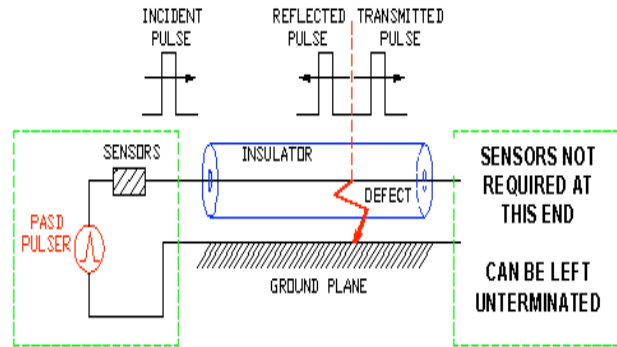 INCIDENT
PULSE
REFLECTED
PULSE
TRANSMITTED
PULSE
SENSORS
INSULATOR
DEFECT
PASD
PULSER
GROUND PLANE
SENSORS NOT
REQUIRED AT
THIS END
CAN BE LEFT
UNTERMINATED